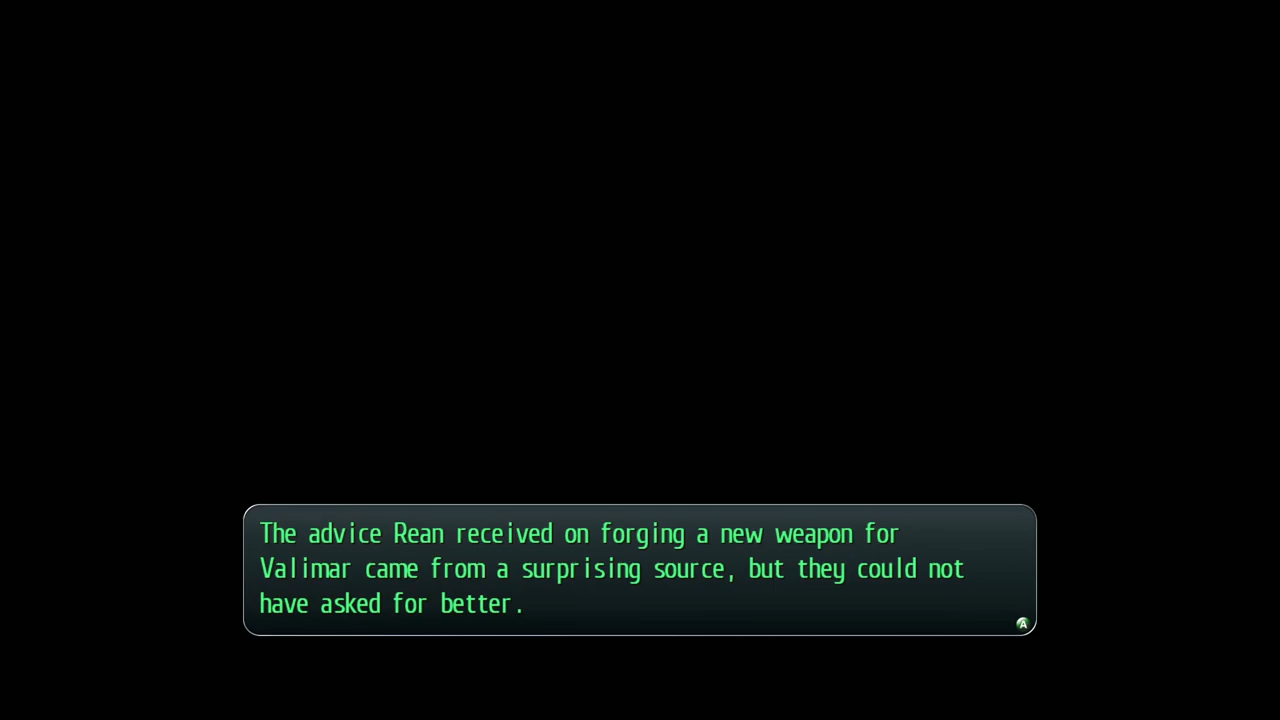 The advice Rean received on forging a new weapon for
Valimar came from a surprising source, but they could not
have asked for better.
A